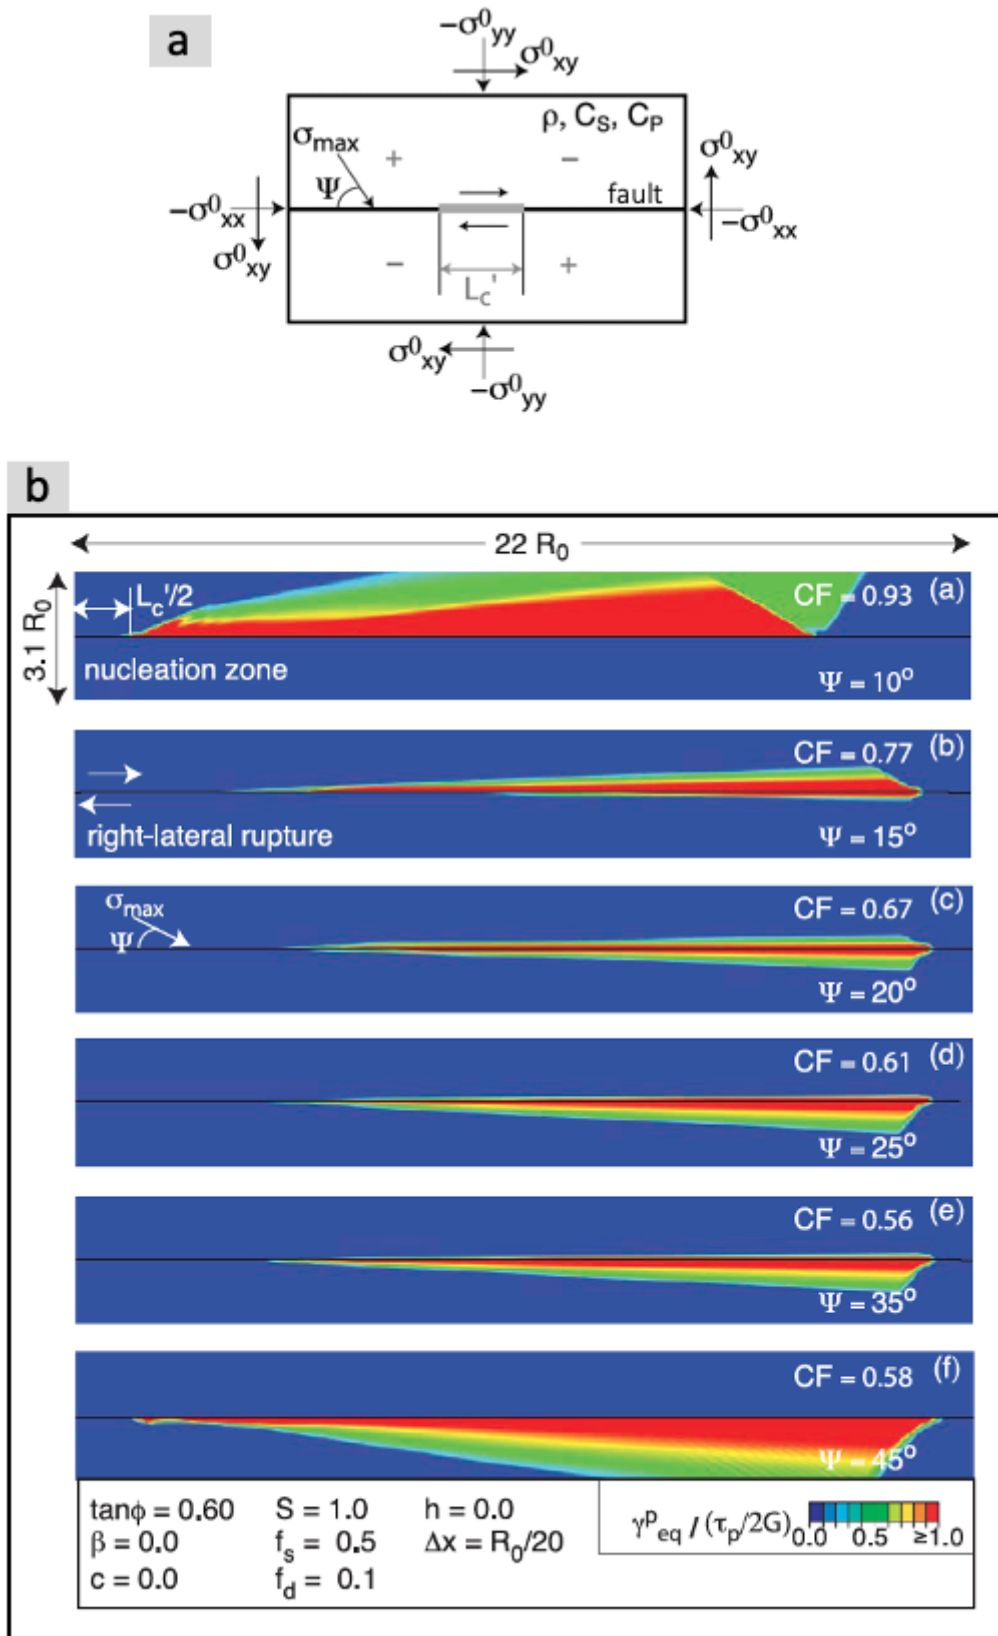 a
-σ⁰yy
σ⁰xy
ρ, CS, CP
σmax
+ −
σ⁰xy
Ψ
fault
-σ⁰xx
-σ⁰xx
σ⁰xy
− +
Lc'
σ⁰xy
-σ⁰yy
b
22 R0
3.1 R0
Lc'/2
CF = 0.93 (a)
nucleation zone
Ψ = 10°
CF = 0.77 (b)
right-lateral rupture
Ψ = 15°
σmax
CF = 0.67 (c)
Ψ
Ψ = 20°
CF = 0.61 (d)
Ψ = 25°
CF = 0.56 (e)
Ψ = 35°
CF = 0.58 (f)
Ψ = 45°
tanϕ = 0.60 S = 1.0 h = 0.0
β = 0.0 fs = 0.5 Δx = R0/20
c = 0.0 fd = 0.1
γᵖeq / (τp/2G)
0.0 0.5 ≥1.0